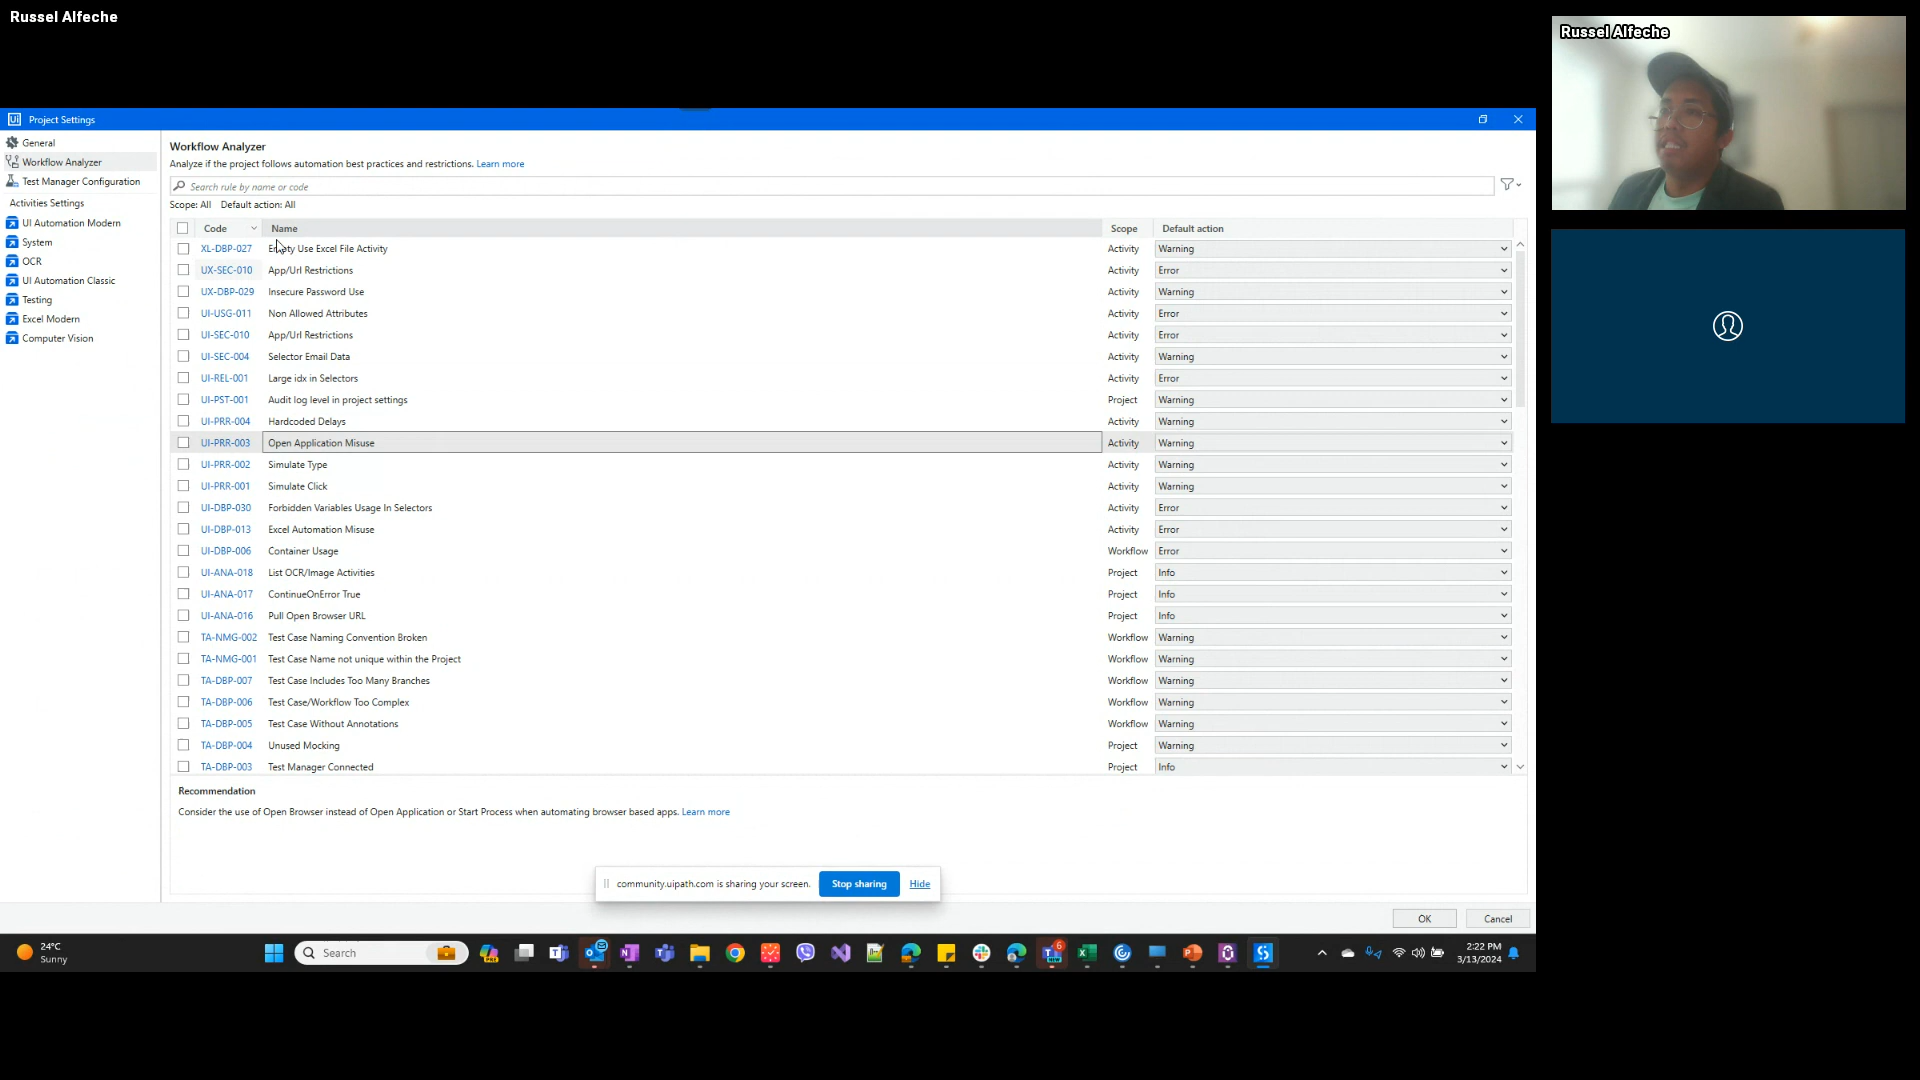 Russel Alfeche
Russel Alfeche
Project Settings
General
Workflow Analyzer
Test Manager Configuration
Activities Settings
UI Automation Modern
System
OCR
UI Automation Classic
Testing
Excel Modern
Computer Vision
Workflow Analyzer
Analyze if the project follows automation best practices and restrictions. Learn more
Search rule by name or code
Scope: All Default action: All
Code Name Scope Default action
XL-DBP-027 Empty Use Excel File Activity Activity Warning
UX-SEC-010 App/Url Restrictions Activity Error
UX-DBP-029 Insecure Password Use Activity Warning
UI-USG-011 Non Allowed Attributes Activity Error
UI-SEC-010 App/Url Restrictions Activity Error
UI-SEC-004 Selector Email Data Activity Warning
UI-REL-001 Large idx in Selectors Activity Error
UI-PST-001 Audit log level in project settings Project Warning
UI-PRR-004 Hardcoded Delays Activity Warning
UI-PRR-003 Open Application Misuse Activity Warning
UI-PRR-002 Simulate Type Activity Warning
UI-PRR-001 Simulate Click Activity Warning
UI-DBP-030 Forbidden Variables Usage In Selectors Activity Error
UI-DBP-013 Excel Automation Misuse Activity Error
UI-DBP-006 Container Usage Workflow Error
UI-ANA-018 List OCR/Image Activities Project Info
UI-ANA-017 ContinueOnError True Project Info
UI-ANA-016 Pull Open Browser URL Project Info
TA-NMG-002 Test Case Naming Convention Broken Workflow Warning
TA-NMG-001 Test Case Name not unique within the Project Workflow Warning
TA-DBP-007 Test Case Includes Too Many Branches Workflow Warning
TA-DBP-006 Test Case/Workflow Too Complex Workflow Warning
TA-DBP-005 Test Case Without Annotations Workflow Warning
TA-DBP-004 Unused Mocking Project Warning
TA-DBP-003 Test Manager Connected Project Info
Recommendation
Consider the use of Open Browser instead of Open Application or Start Process when automating browser based apps. Learn more
community.uipath.com is sharing your screen. Stop sharing Hide
OK Cancel
24°C
Sunny
Search
2:22 PM
3/13/2024